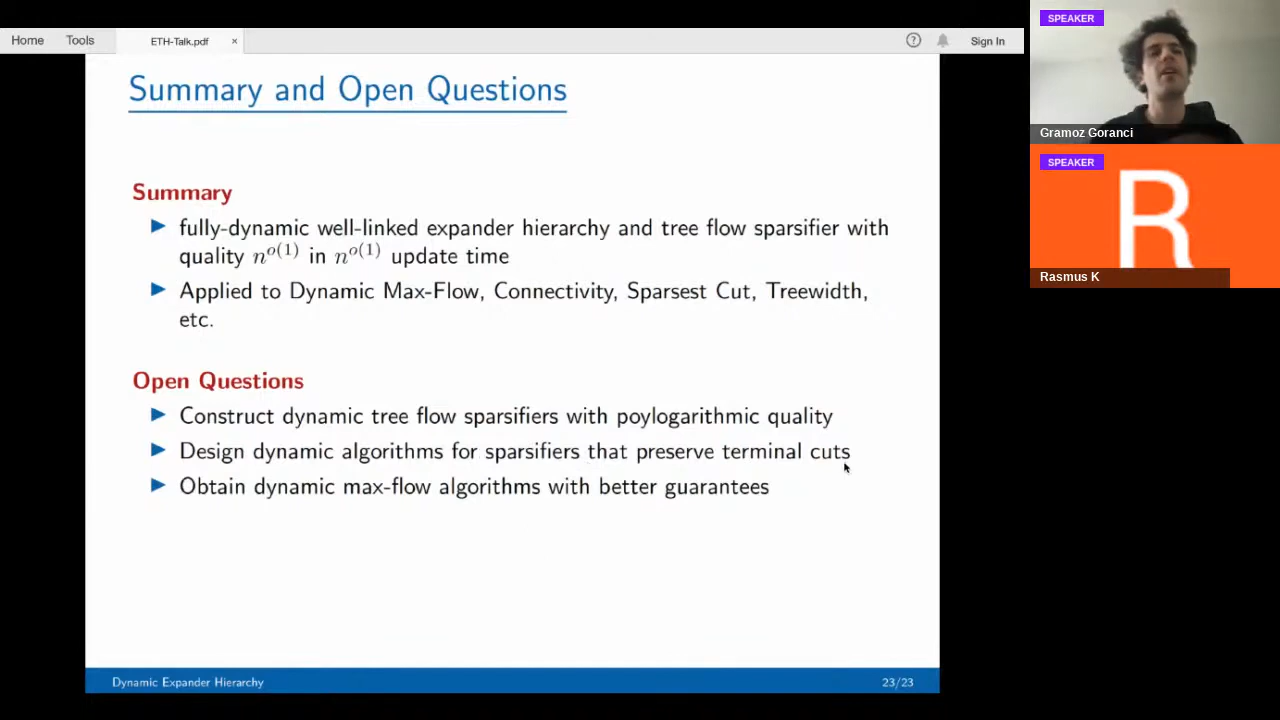 Home
Tools
ETH-Talk.pdf
×
?
Sign In
Summary and Open Questions
Summary
▶ fully-dynamic well-linked expander hierarchy and tree flow sparsifier with
quality n^{o(1)} in n^{o(1)} update time
▶ Applied to Dynamic Max-Flow, Connectivity, Sparsest Cut, Treewidth,
etc.
Open Questions
▶ Construct dynamic tree flow sparsifiers with poylogarithmic quality
▶ Design dynamic algorithms for sparsifiers that preserve terminal cuts
▶ Obtain dynamic max-flow algorithms with better guarantees
Dynamic Expander Hierarchy
23/23
SPEAKER
Gramoz Goranci
SPEAKER
R
Rasmus K